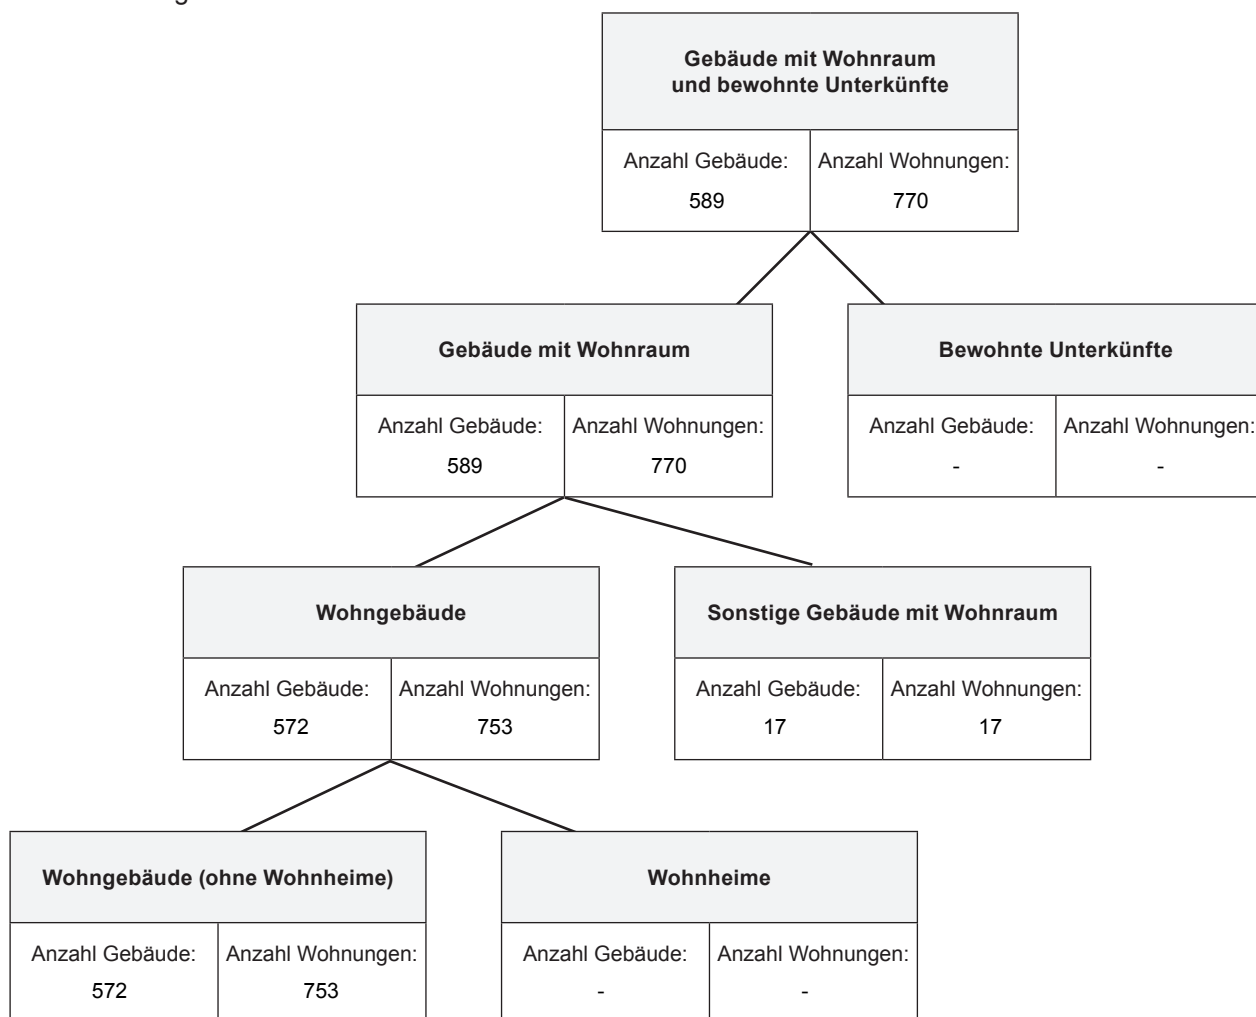 Gebäude mit Wohnraum
und bewohnte Unterkünfte
Anzahl Gebäude: Anzahl Wohnungen:
589 770
Gebäude mit Wohnraum
Anzahl Gebäude: Anzahl Wohnungen:
589 770
Bewohnte Unterkünfte
Anzahl Gebäude: Anzahl Wohnungen:
- -
Wohngebäude
Anzahl Gebäude: Anzahl Wohnungen:
572 753
Sonstige Gebäude mit Wohnraum
Anzahl Gebäude: Anzahl Wohnungen:
17 17
Wohngebäude (ohne Wohnheime)
Anzahl Gebäude: Anzahl Wohnungen:
572 753
Wohnheime
Anzahl Gebäude: Anzahl Wohnungen:
- -